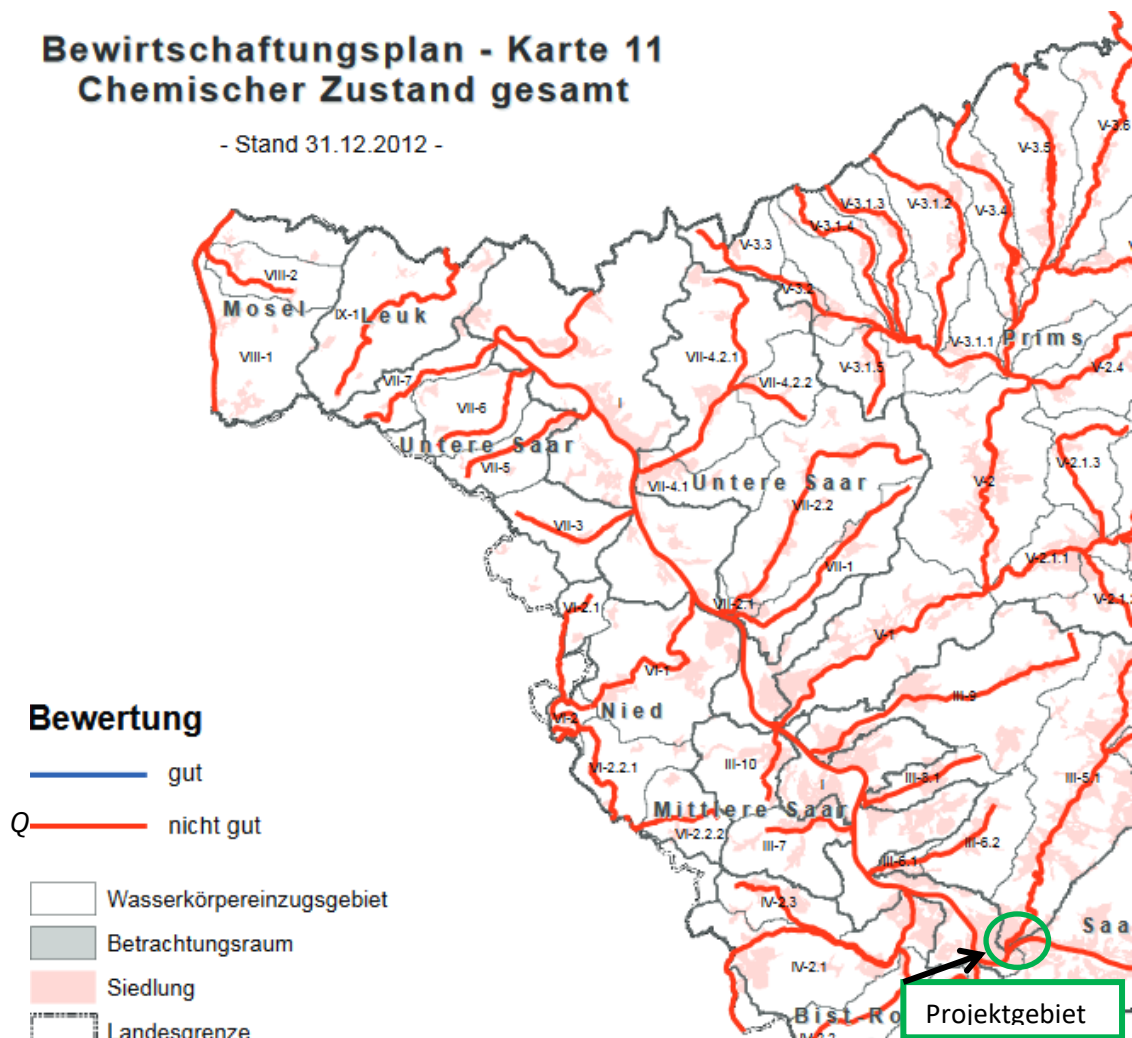 Bewirtschaftungsplan - Karte 11
Chemischer Zustand gesamt
- Stand 31.12.2012 -
V-3.6
V-3.5
V-3.1.3
V-3.1.2
V-3.4
V-3.1.4
V-3.3
VIII-2
V-3.2
Mosel
IX-1
Leuk
V-3.1.1
Prims
VIII-1
VII-4.2.1
V-3.1.5
V-2.4
VII-7
VII-4.2.2
VII-6
I
Untere Saar
V-2.1.3
VII-5
VII-4.1
Untere Saar
V-2
VII-2.2
VII-3
V-2.1.1
VII-1
VI-2.1
VII-2.1
V-1
VI-1
III-9
Bewertung
VI-2
Nied
gut
VI-2.2.1
III-10
III-8.1
III-5.1
I
Q
nicht gut
Mittlere Saar
VI-2.2.2
III-7
III-6.2
III-6.1
Wasserkörpereinzugsgebiet
IV-2.3
Saa
Betrachtungsraum
IV-2.1
Siedlung
Bist-Ro
Projektgebiet
Landesgrenze